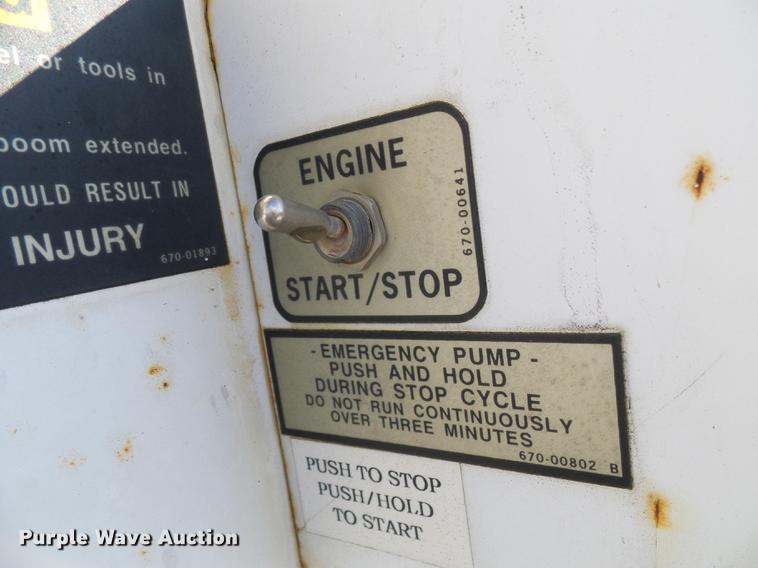 or tools in
boom extended.
OULD RESULT IN
INJURY
670-01893
ENGINE
START/STOP
670-00641
- EMERGENCY PUMP -
PUSH AND HOLD
DURING STOP CYCLE
DO NOT RUN CONTINUOUSLY
OVER THREE MINUTES
670-00802 B
PUSH TO STOP
PUSH/HOLD
TO START
Purple Wave Auction